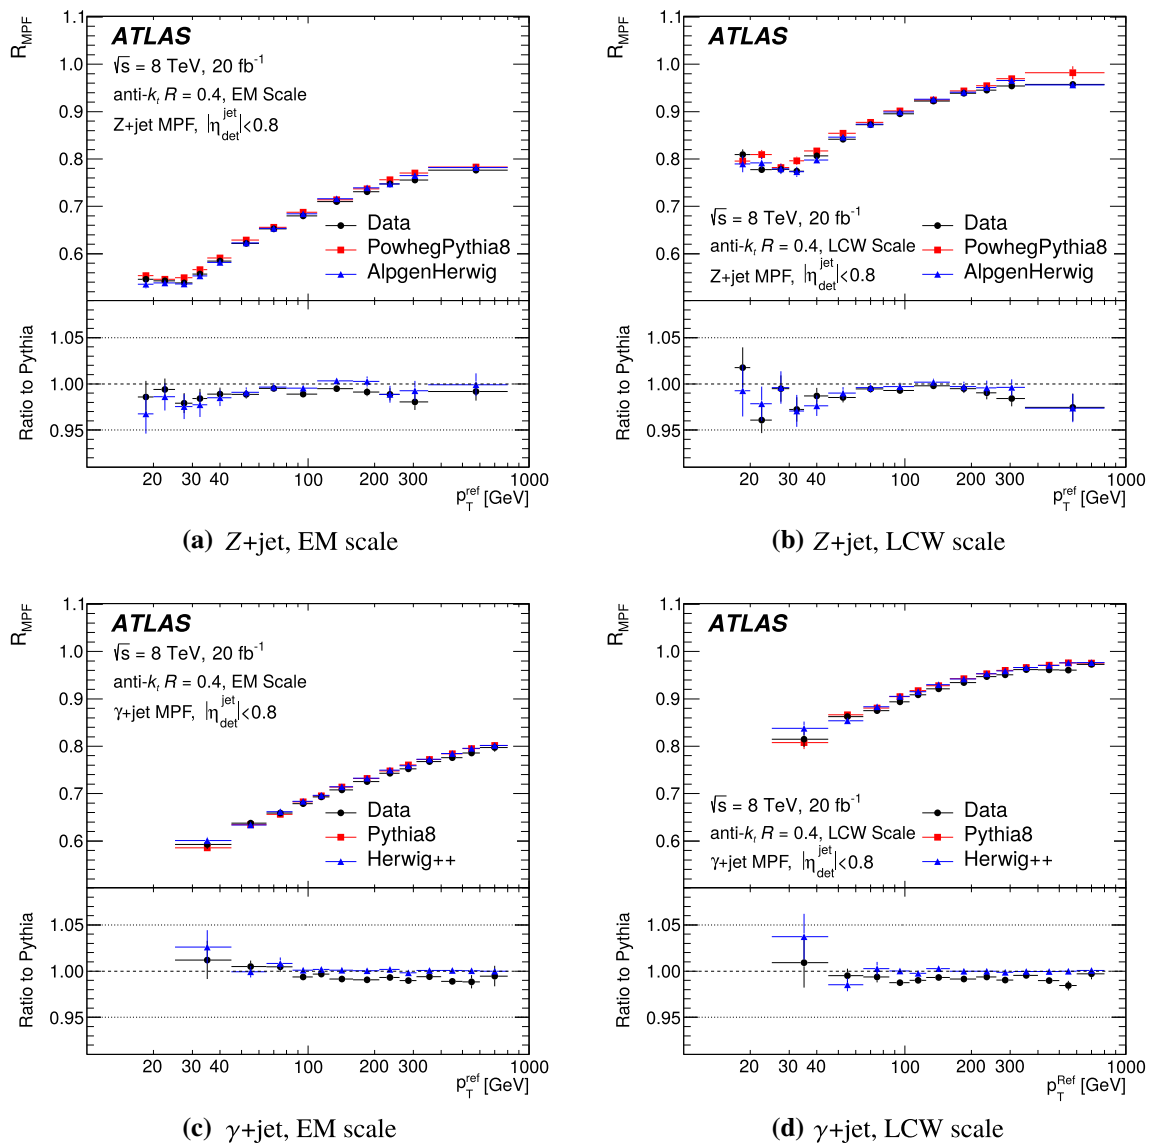 R_MPF
1.1
1.0
0.9
0.8
0.7
0.6
ATLAS
√s = 8 TeV, 20 fb⁻¹
anti-k_t R = 0.4, EM Scale
Z+jet MPF, |η_det^jet|<0.8
Data
PowhegPythia8
AlpgenHerwig
Ratio to Pythia
1.05
1.00
0.95
20 30 40 100 200 300 1000
p_T^ref [GeV]
(a) Z+jet, EM scale
R_MPF
1.1
1.0
0.9
0.8
0.7
0.6
ATLAS
√s = 8 TeV, 20 fb⁻¹
anti-k_t R = 0.4, LCW Scale
Z+jet MPF, |η_det^jet|<0.8
Data
PowhegPythia8
AlpgenHerwig
Ratio to Pythia
1.05
1.00
0.95
20 30 40 100 200 300 1000
p_T^ref [GeV]
(b) Z+jet, LCW scale
R_MPF
1.1
1.0
0.9
0.8
0.7
0.6
ATLAS
√s = 8 TeV, 20 fb⁻¹
anti-k_t R = 0.4, EM Scale
γ+jet MPF, |η_det^jet|<0.8
Data
Pythia8
Herwig++
Ratio to Pythia
1.05
1.00
0.95
20 30 40 100 200 300 1000
p_T^ref [GeV]
(c) γ+jet, EM scale
R_MPF
1.1
1.0
0.9
0.8
0.7
0.6
ATLAS
√s = 8 TeV, 20 fb⁻¹
anti-k_t R = 0.4, LCW Scale
γ+jet MPF, |η_det^jet|<0.8
Data
Pythia8
Herwig++
Ratio to Pythia
1.05
1.00
0.95
20 30 40 100 200 300 1000
p_T^Ref [GeV]
(d) γ+jet, LCW scale